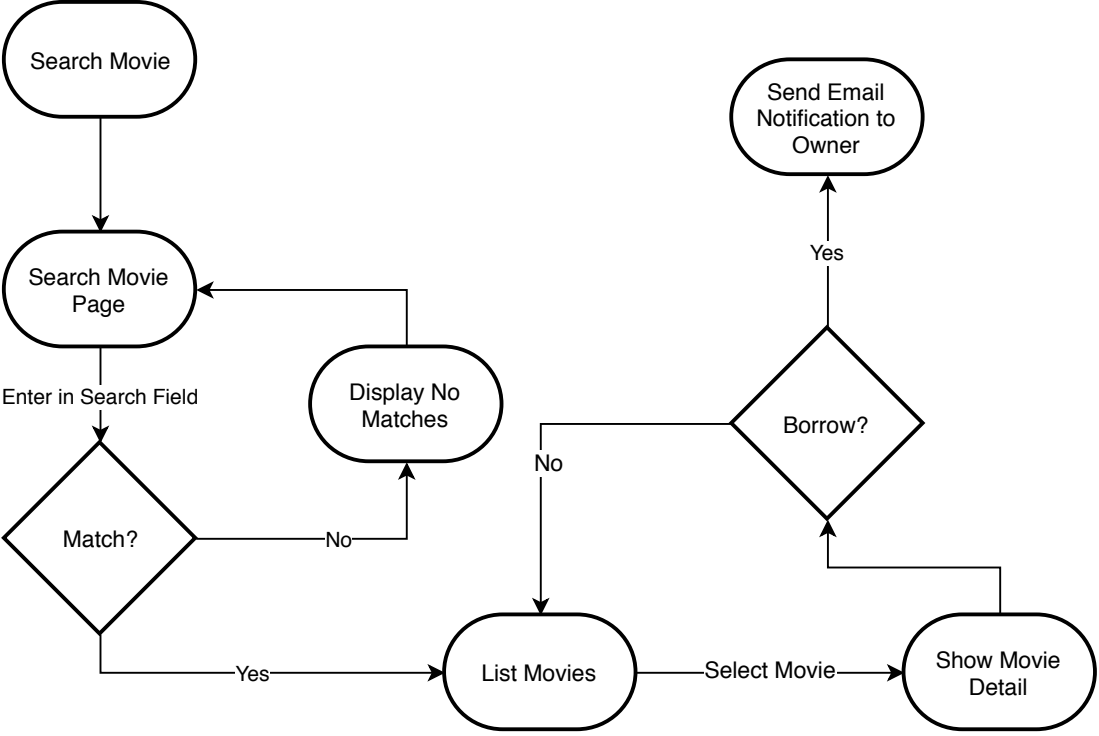 Search Movie
Search Movie
Page
Enter in Search Field
Match?
No
Display No
Matches
Yes
List Movies
Select Movie
Show Movie
Detail
Borrow?
No
Yes
Send Email
Notification to
Owner